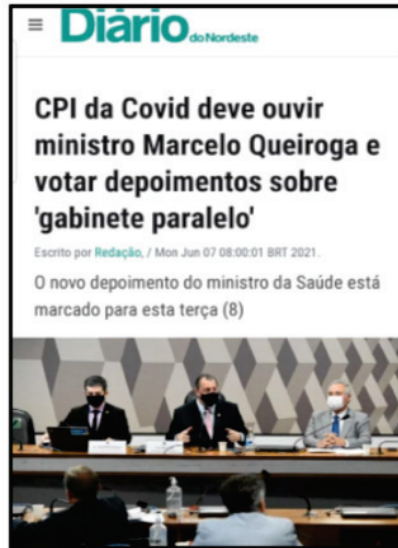 Diário do Nordeste
CPI da Covid deve ouvir
ministro Marcelo Queiroga e
votar depoimentos sobre
'gabinete paralelo'
Escrito por Redação, / Mon Jun 07 08:00:01 BRT 2021.
O novo depoimento do ministro da Saúde está
marcado para esta terça (8)